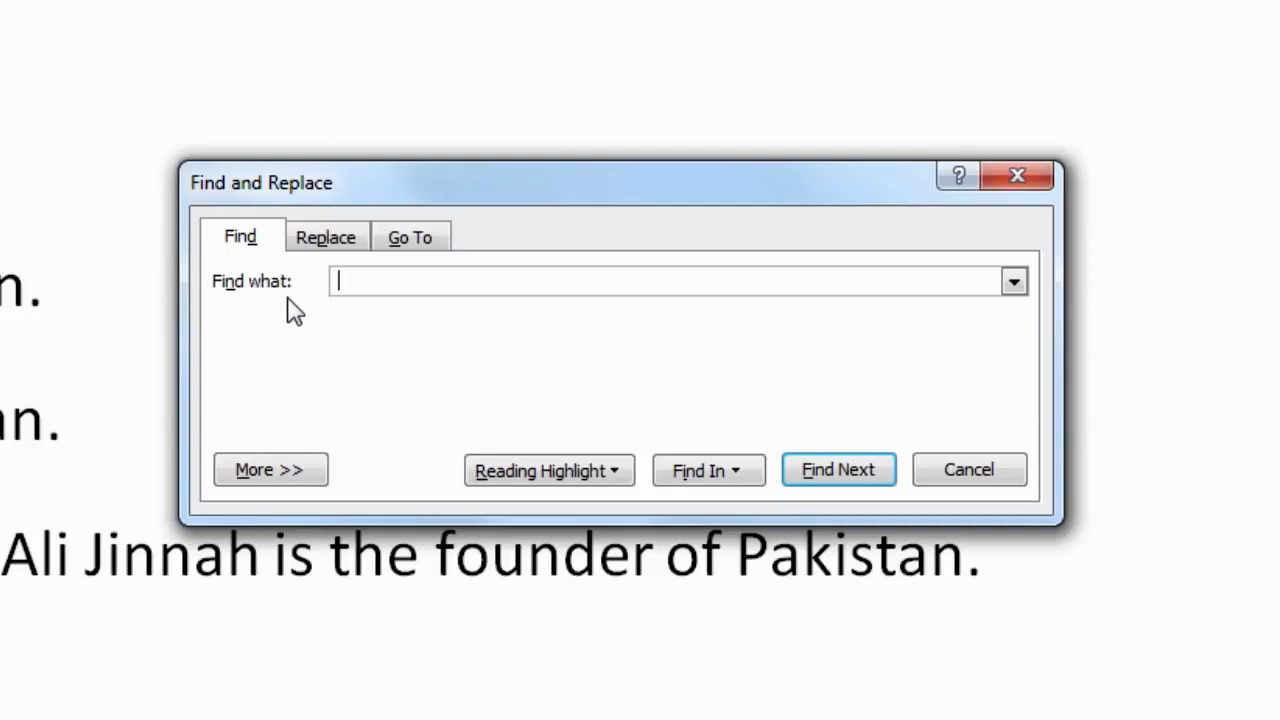 Find and Replace
Find Replace Go To
Find what:
n.
an.
More >> Reading Highlight Find In Find Next Cancel
Ali Jinnah is the founder of Pakistan.